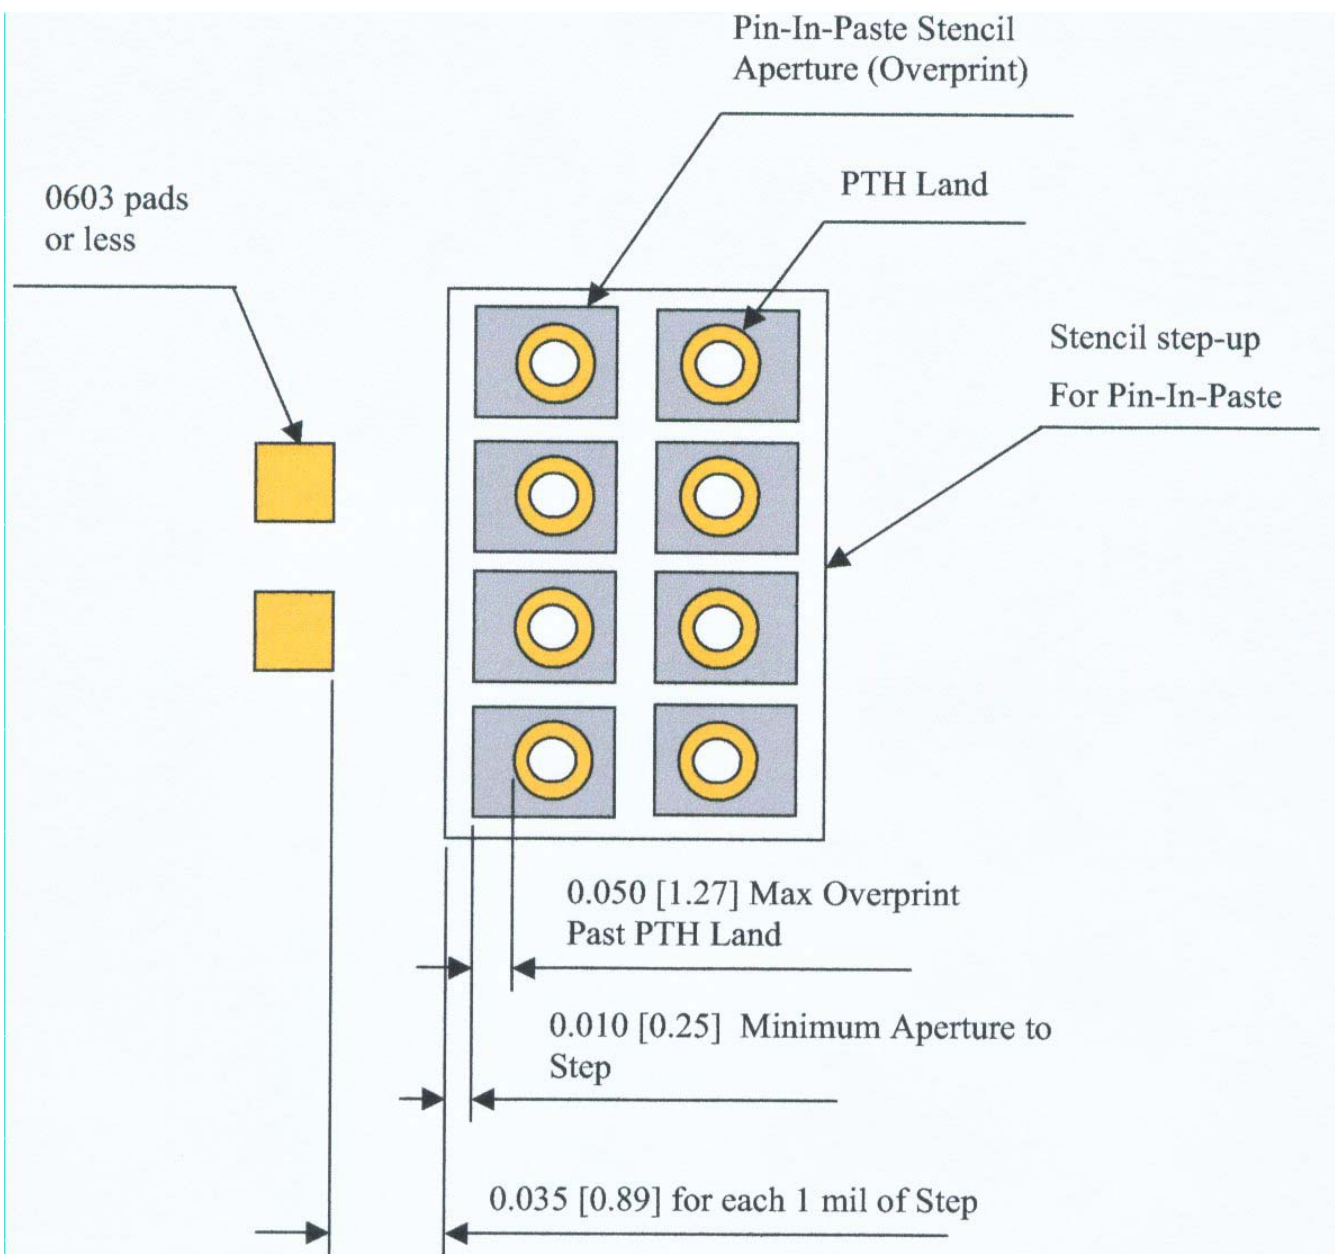 Pin-In-Paste Stencil
Aperture (Overprint)
PTH Land
0603 pads
or less
Stencil step-up
For Pin-In-Paste
0.050 [1.27] Max Overprint
Past PTH Land
0.010 [0.25] Minimum Aperture to
Step
0.035 [0.89] for each 1 mil of Step